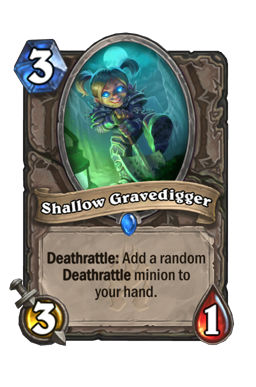 3
Shallow Gravedigger
Deathrattle: Add a random
Deathrattle minion to
your hand.
3
1